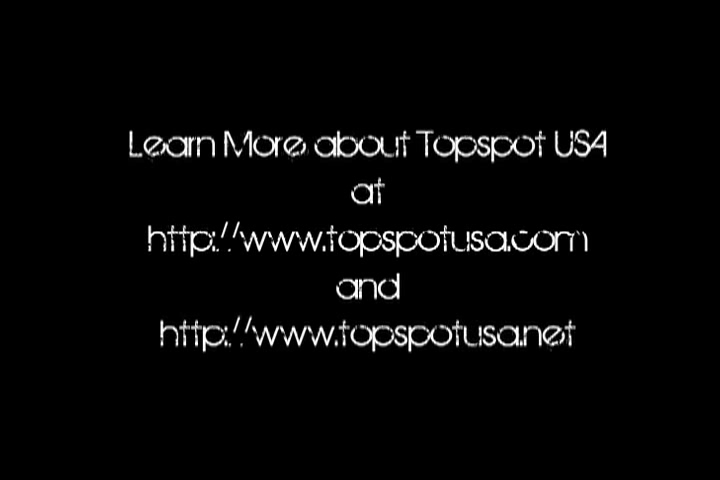 Learn More about Topspot USA
at
http://www.topspotusa.com
and
http://www.topspotusa.net